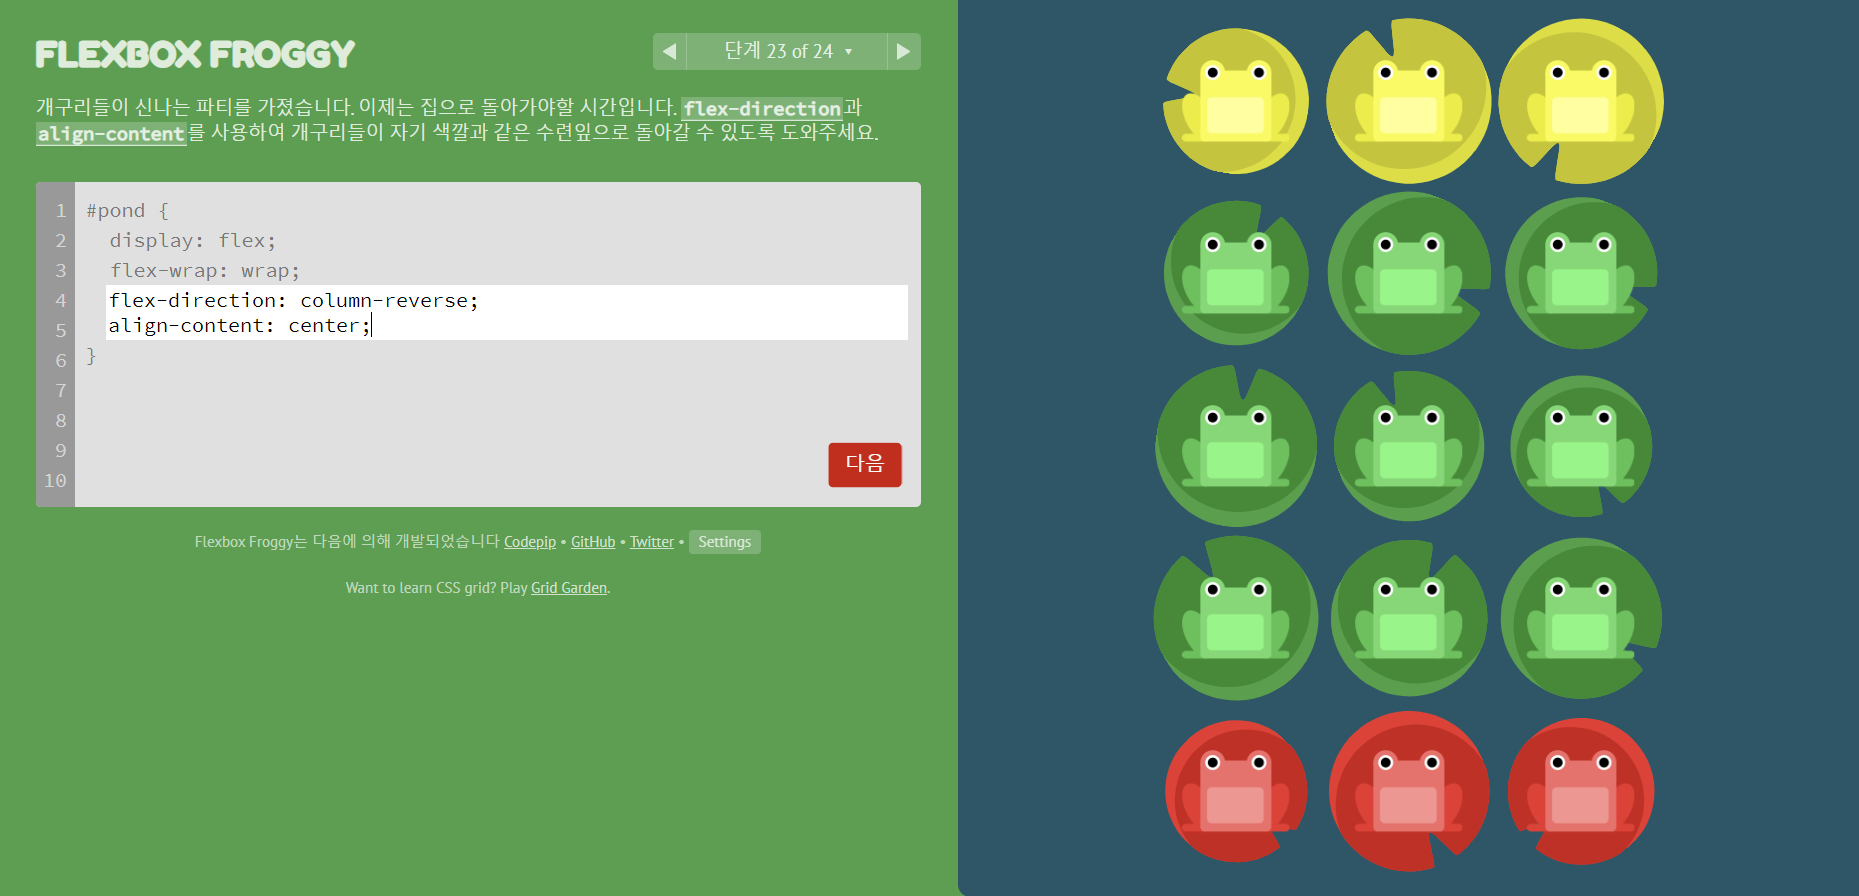 FLEXBOX FROGGY
◀ 단계 23 of 24 ▾ ▶
개구리들이 신나는 파티를 가졌습니다. 이제는 집으로 돌아가야할 시간입니다. flex-direction과
align-content를 사용하여 개구리들이 자기 색깔과 같은 수련잎으로 돌아갈 수 있도록 도와주세요.
1 #pond {
2 display: flex;
3 flex-wrap: wrap;
4 flex-direction: column-reverse;
5 align-content: center;
6 }
7
8
9
10
다음
Flexbox Froggy는 다음에 의해 개발되었습니다 Codepip • GitHub • Twitter • Settings
Want to learn CSS grid? Play Grid Garden.